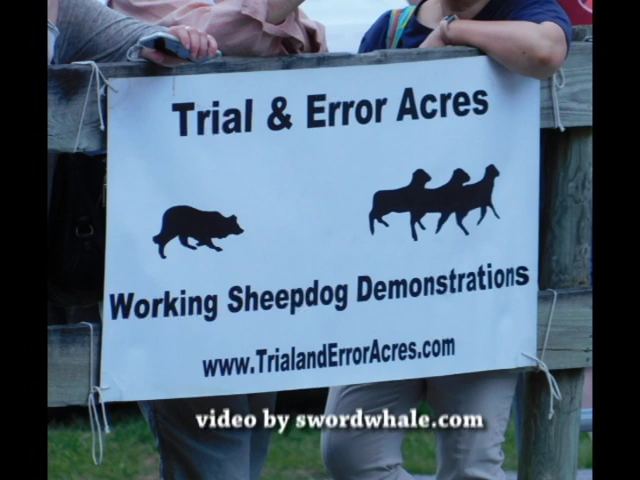 Trial & Error Acres
Working Sheepdog Demonstrations
www.TrialandErrorAcres.com
video by swordwhale.com